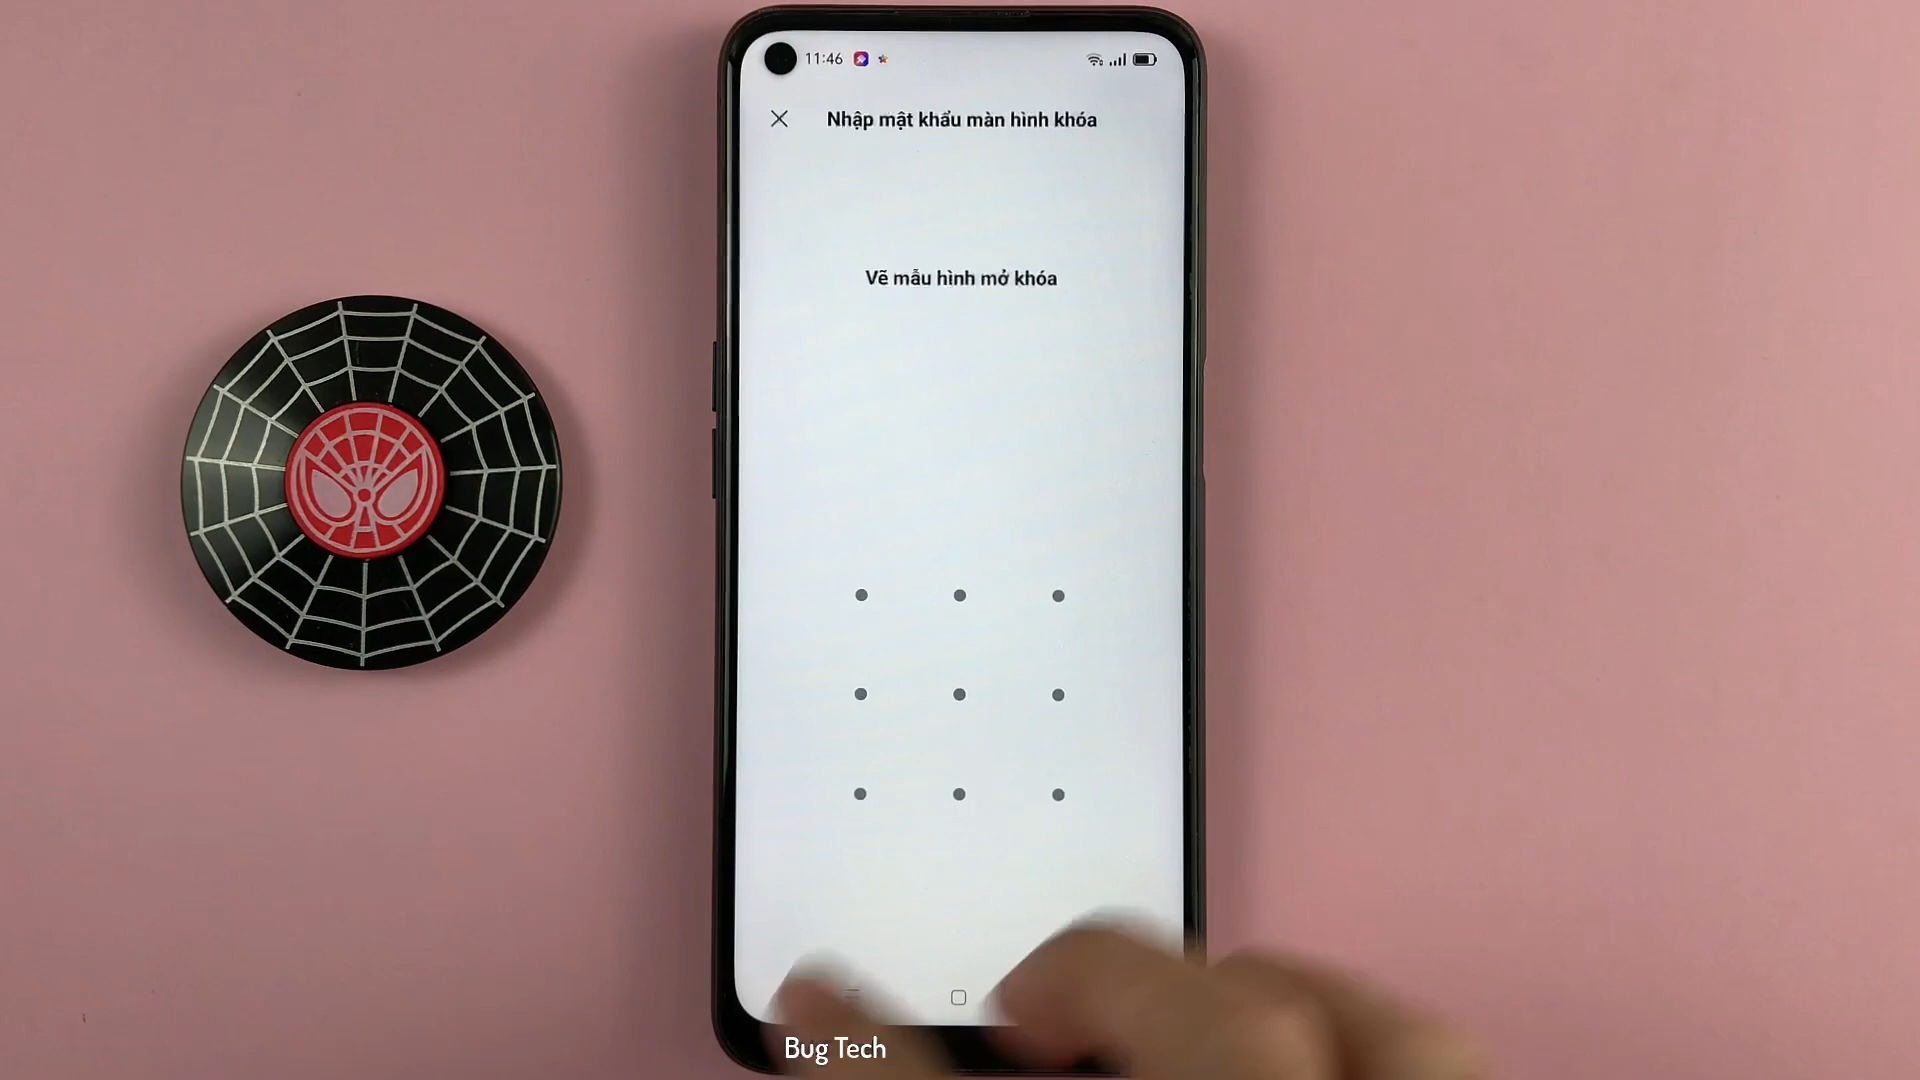 11:46
Nhập mật khẩu màn hình khóa
Vẽ mẫu hình mở khóa
Bug Tech